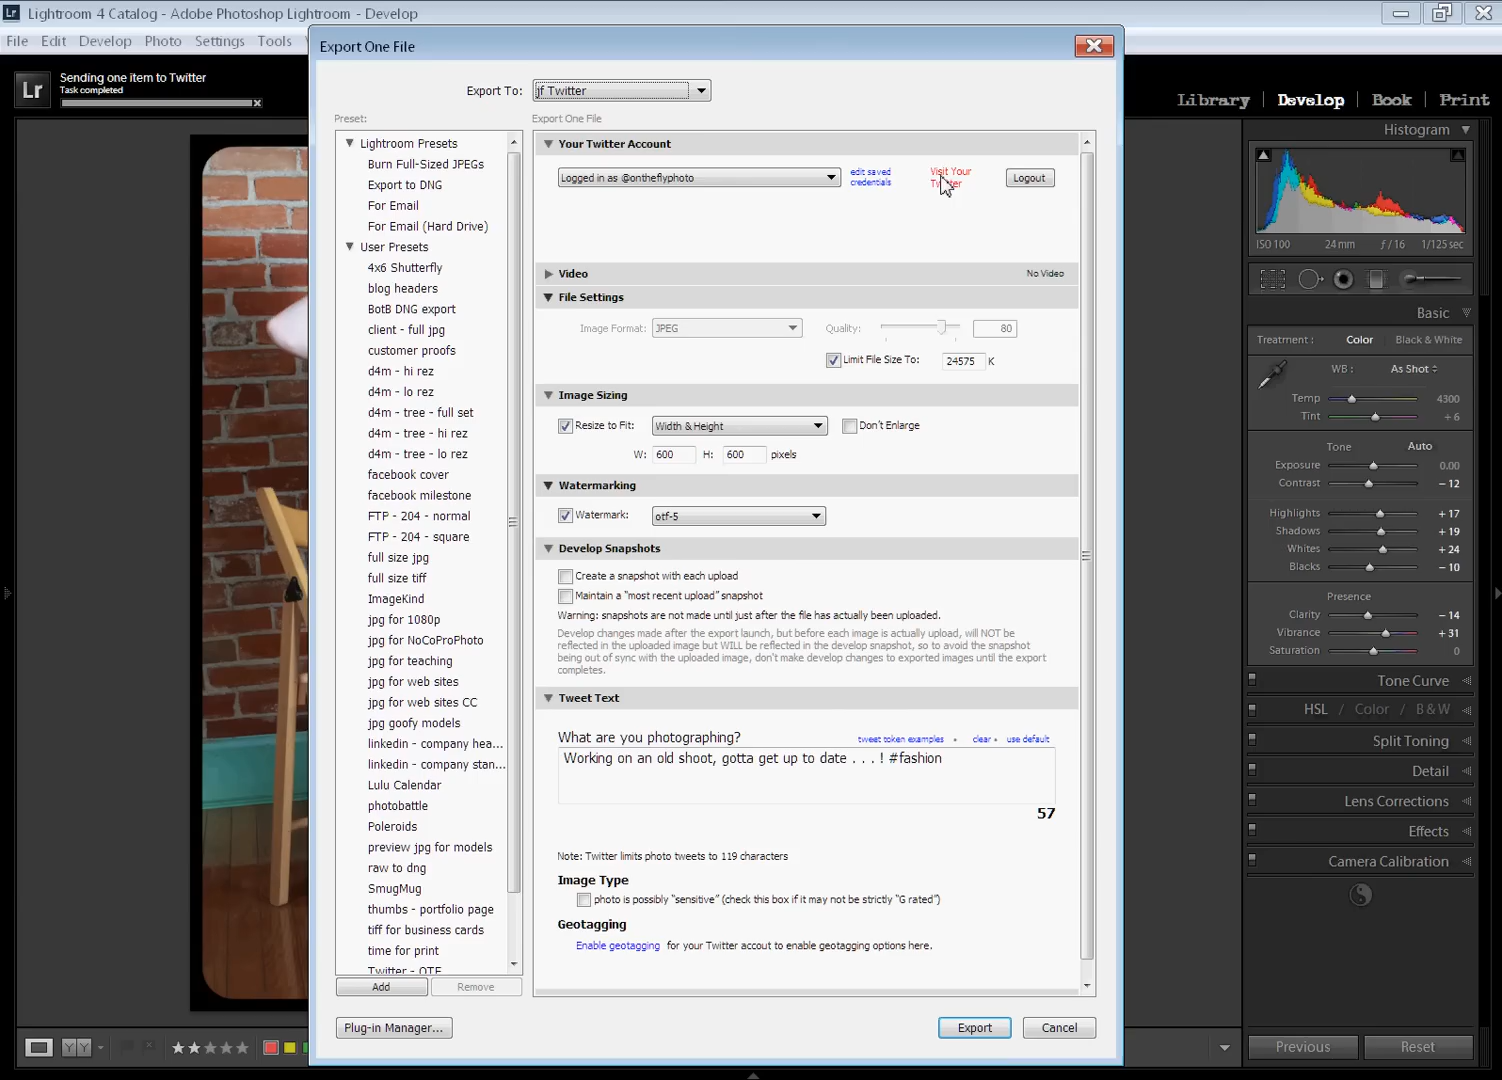 Lightroom 4 Catalog - Adobe Photoshop Lightroom - Develop
File Edit Develop Photo Settings Tools
Export One File
Lr
Sending one item to Twitter
Task completed
Library | Develop | Book | Print
Export To: jf Twitter
Preset:
Export One File
Lightroom Presets
Burn Full-Sized JPEGs
Export to DNG
For Email
For Email (Hard Drive)
User Presets
4x6 Shutterfly
blog headers
BotB DNG export
client - full jpg
customer proofs
d4m - hi rez
d4m - lo rez
d4m - tree - full set
d4m - tree - hi rez
d4m - tree - lo rez
facebook cover
facebook milestone
FTP - 204 - normal
FTP - 204 - square
full size jpg
full size tiff
ImageKind
jpg for 1080p
jpg for NoCoProPhoto
jpg for teaching
jpg for web sites
jpg for web sites CC
jpg goofy models
linkedin - company hea...
linkedin - company stan...
Lulu Calendar
photobattle
Poleroids
preview jpg for models
raw to dng
SmugMug
thumbs - portfolio page
tiff for business cards
time for print
Twitter - OTF
Add Remove
Plug-in Manager...
Your Twitter Account
Logged in as @ontheflyphoto
edit saved
credentials
Visit Your
Twitter
Logout
Video No Video
File Settings
Image Format: JPEG Quality: 80
Limit File Size To: 24575 K
Image Sizing
Resize to Fit: Width & Height Don't Enlarge
W: 600 H: 600 pixels
Watermarking
Watermark: otf-5
Develop Snapshots
Create a snapshot with each upload
Maintain a "most recent upload" snapshot
Warning: snapshots are not made until just after the file has actually been uploaded.
Develop changes made after the export launch, but before each image is actually upload, will NOT be
reflected in the uploaded image but WILL be reflected in the develop snapshot, so to avoid the snapshot
being out of sync with the uploaded image, don't make develop changes to exported images until the export
completes.
Tweet Text
What are you photographing? tweet token examples • clear • use default
Working on an old shoot, gotta get up to date . . . ! #fashion
57
Note: Twitter limits photo tweets to 119 characters
Image Type
photo is possibly "sensitive" (check this box if it may not be strictly "G rated")
Geotagging
Enable geotagging for your Twitter accout to enable geotagging options here.
Export Cancel
Histogram
ISO 100 24 mm ƒ / 16 1/125 sec
Basic
Treatment: Color Black & White
WB : As Shot
Temp 4300
Tint + 6
Tone Auto
Exposure 0.00
Contrast – 12
Highlights + 17
Shadows + 19
Whites + 24
Blacks – 10
Presence
Clarity – 14
Vibrance + 31
Saturation 0
Tone Curve
HSL / Color / B & W
Split Toning
Detail
Lens Corrections
Effects
Camera Calibration
Previous Reset